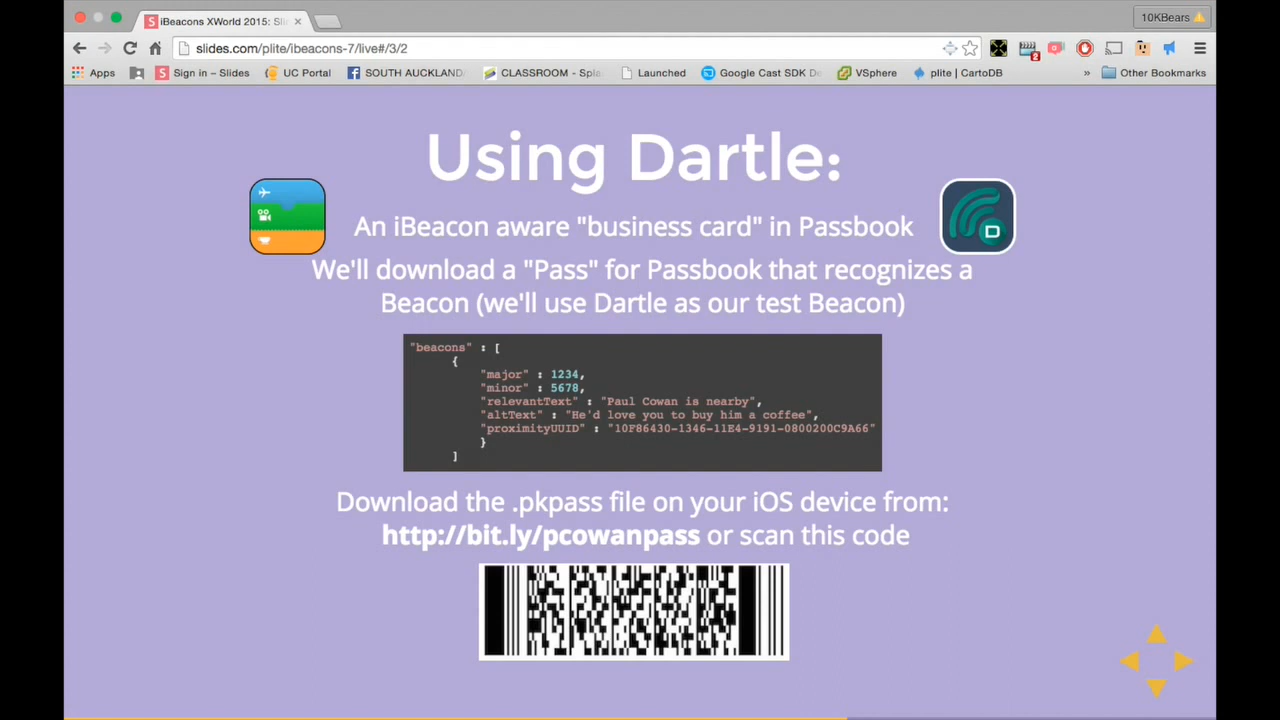 iBeacons XWorld 2015: Sli
10KBears
slides.com/plite/ibeacons-7/live#/3/2
2
Apps
Sign in – Slides
UC Portal
SOUTH AUCKLAND
CLASSROOM - Spla
Launched
Google Cast SDK De
VSphere
plite | CartoDB
»
Other Bookmarks
Using Dartle:
An iBeacon aware "business card" in Passbook
D
We'll download a "Pass" for Passbook that recognizes a
Beacon (we'll use Dartle as our test Beacon)
"beacons" : [
{
"major" : 1234,
"minor" : 5678,
"relevantText" : "Paul Cowan is nearby",
"altText" : "He'd love you to buy him a coffee",
"proximityUUID" : "10F86430-1346-11E4-9191-0800200C9A66"
}
]
Download the .pkpass file on your iOS device from:
http://bit.ly/pcowanpass or scan this code